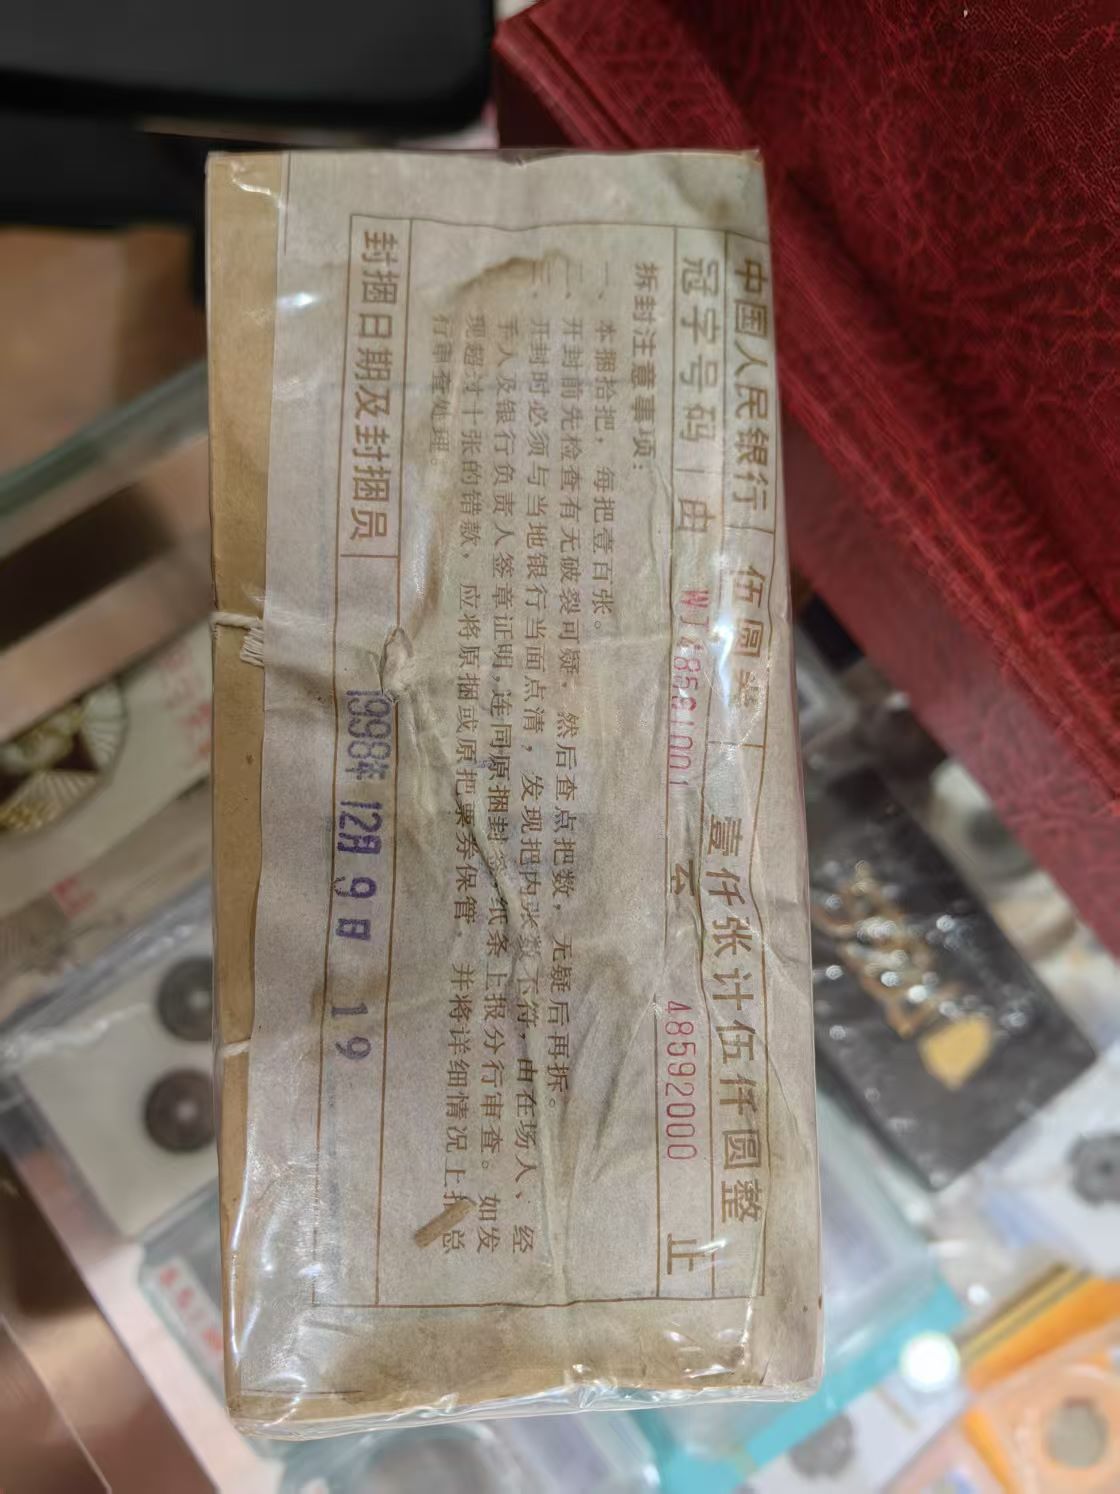 中国人民银行 伍圆券 壹仟张计伍仟圆整
冠字号码 由 WJ48591001 去 48592000 止
拆封注意事项：
一、本捆拾把，每把壹百张。
二、开封前先检查有无破裂可疑，然后查点把数，无疑后再拆。
三、开封时必须与当地银行当面点清，发现把内张数不符，由在场人、经
手人及银行负责人签章证明，连同原捆封签、纸条上报分行审查。如发
现超过十张的错款，应将原捆或原把票券保管，并将详细情况上报总
行审查处理。
封捆日期及封捆员 1998年12月9日 19